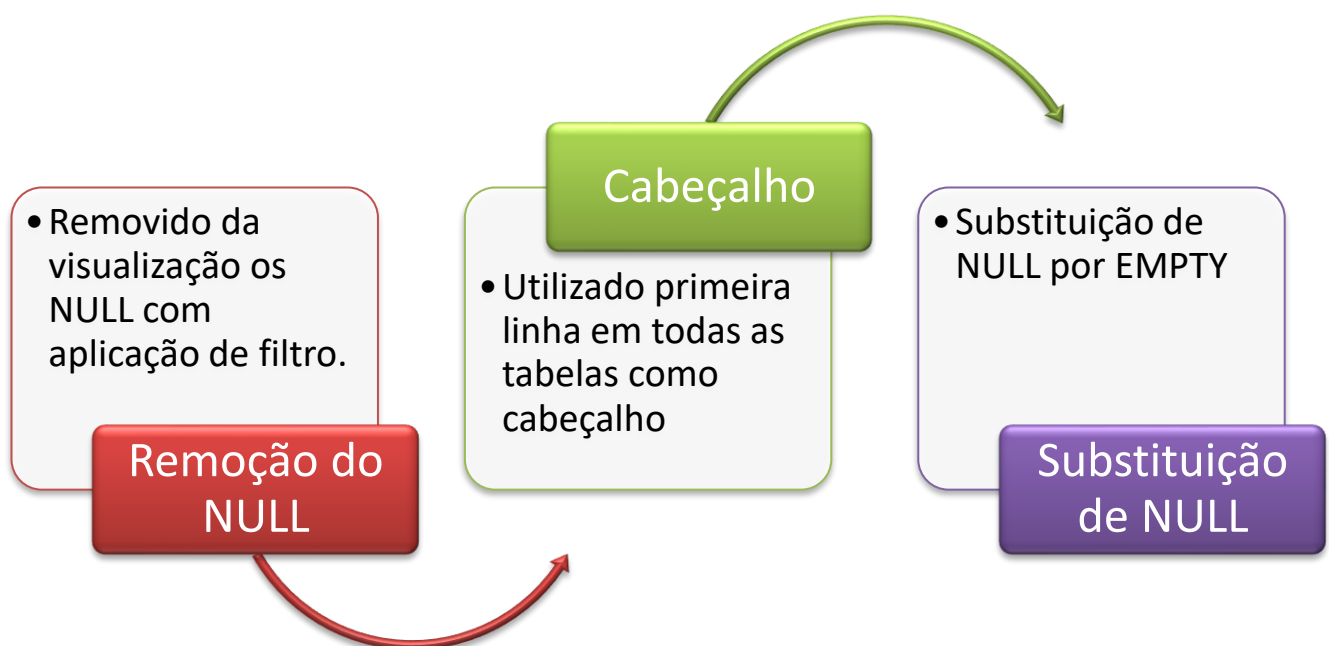 • Removido da
visualização os
NULL com
aplicação de filtro.
Remoção do
NULL
Cabeçalho
• Utilizado primeira
linha em todas as
tabelas como
cabeçalho
• Substituição de
NULL por EMPTY
Substituição
de NULL